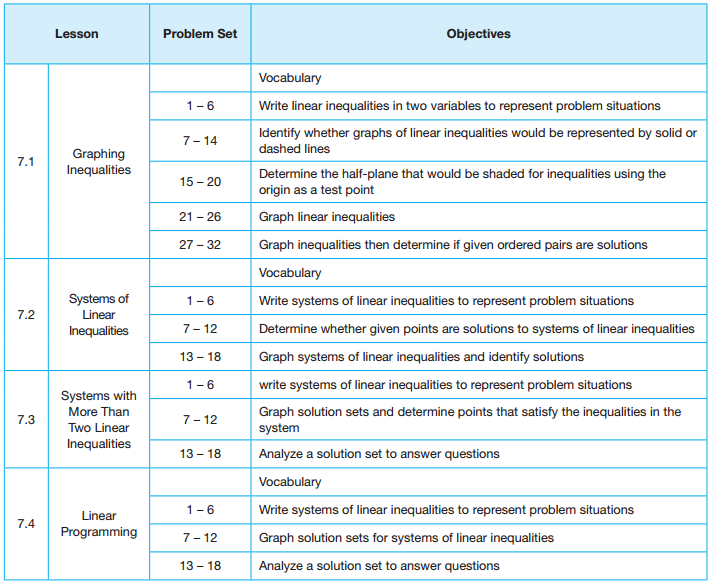 Lesson Problem Set Objectives
7.1 Graphing
Inequalities
Vocabulary
1 – 6 Write linear inequalities in two variables to represent problem situations
7 – 14 Identify whether graphs of linear inequalities would be represented by solid or
dashed lines
15 – 20 Determine the half-plane that would be shaded for inequalities using the
origin as a test point
21 – 26 Graph linear inequalities
27 – 32 Graph inequalities then determine if given ordered pairs are solutions
7.2 Systems of
Linear
Inequalities
Vocabulary
1 – 6 Write systems of linear inequalities to represent problem situations
7 – 12 Determine whether given points are solutions to systems of linear inequalities
13 – 18 Graph systems of linear inequalities and identify solutions
7.3 Systems with
More Than
Two Linear
Inequalities
1 – 6 write systems of linear inequalities to represent problem situations
7 – 12 Graph solution sets and determine points that satisfy the inequalities in the
system
13 – 18 Analyze a solution set to answer questions
7.4 Linear
Programming
Vocabulary
1 – 6 Write systems of linear inequalities to represent problem situations
7 – 12 Graph solution sets for systems of linear inequalities
13 – 18 Analyze a solution set to answer questions